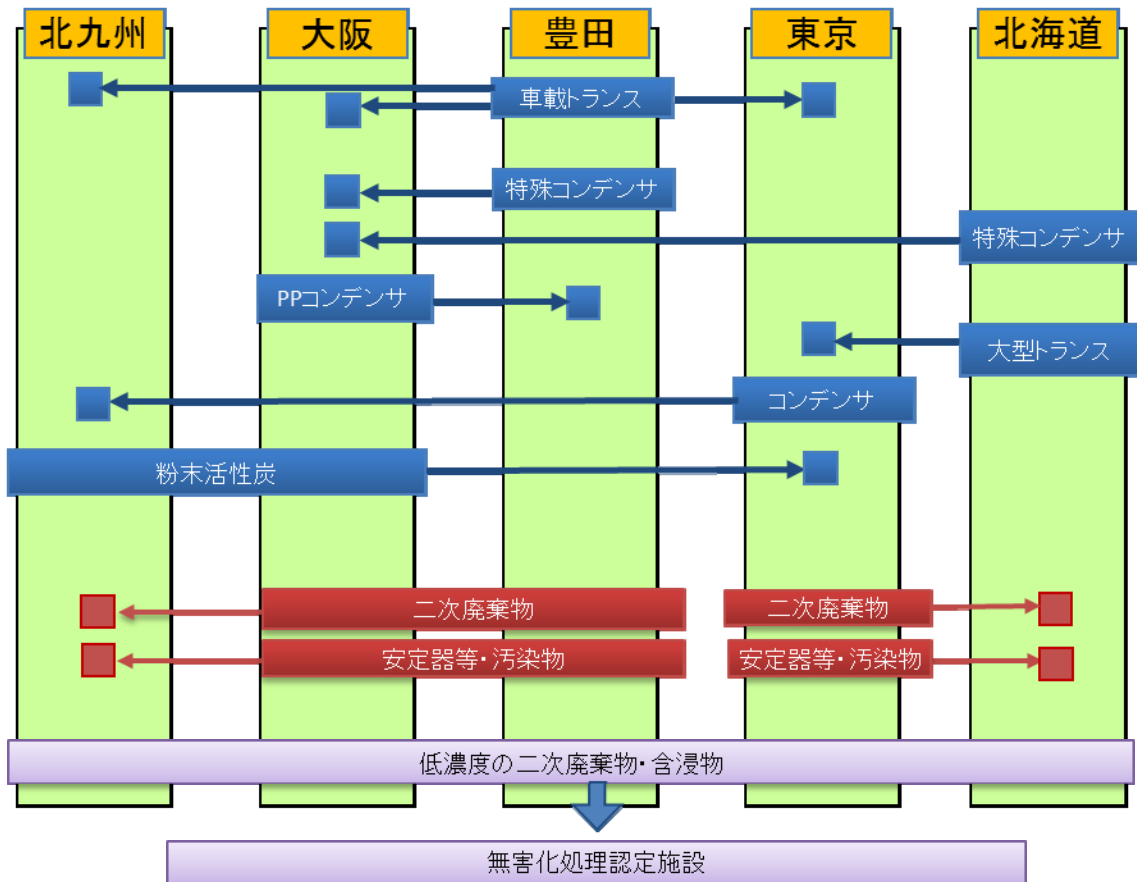 北九州
大阪
豊田
東京
北海道
車載トランス
特殊コンデンサ
特殊コンデンサ
PPコンデンサ
大型トランス
コンデンサ
粉末活性炭
二次廃棄物
二次廃棄物
安定器等・汚染物
安定器等・汚染物
低濃度の二次廃棄物・含浸物
無害化処理認定施設